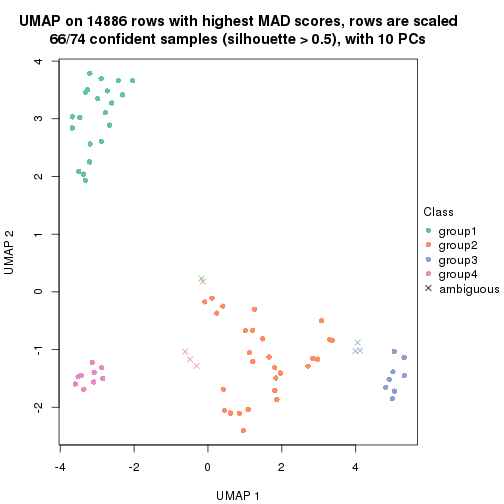 UMAP on 14886 rows with highest MAD scores, rows are scaled
66/74 confident samples (silhouette > 0.5), with 10 PCs
4
3
2
1
0
-1
-2
UMAP 2
-4
-2
0
2
4
UMAP 1
Class
group1
group2
group3
group4
ambiguous